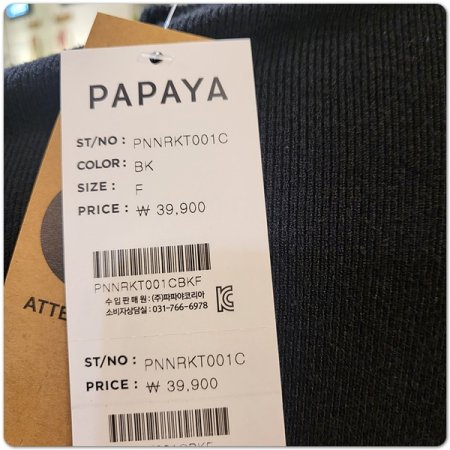 PAPAYA
ST/NO : PNNRKT001C
COLOR: BK
SIZE : F
PRICE : ₩ 39,900
PNNRKT001CBKF
수 입 판 매 원 : (주)파파야코리아
소비자상담실 : 031-766-6978
ATTE
ST/NO : PNNRKT001C
PRICE : ₩ 39,900